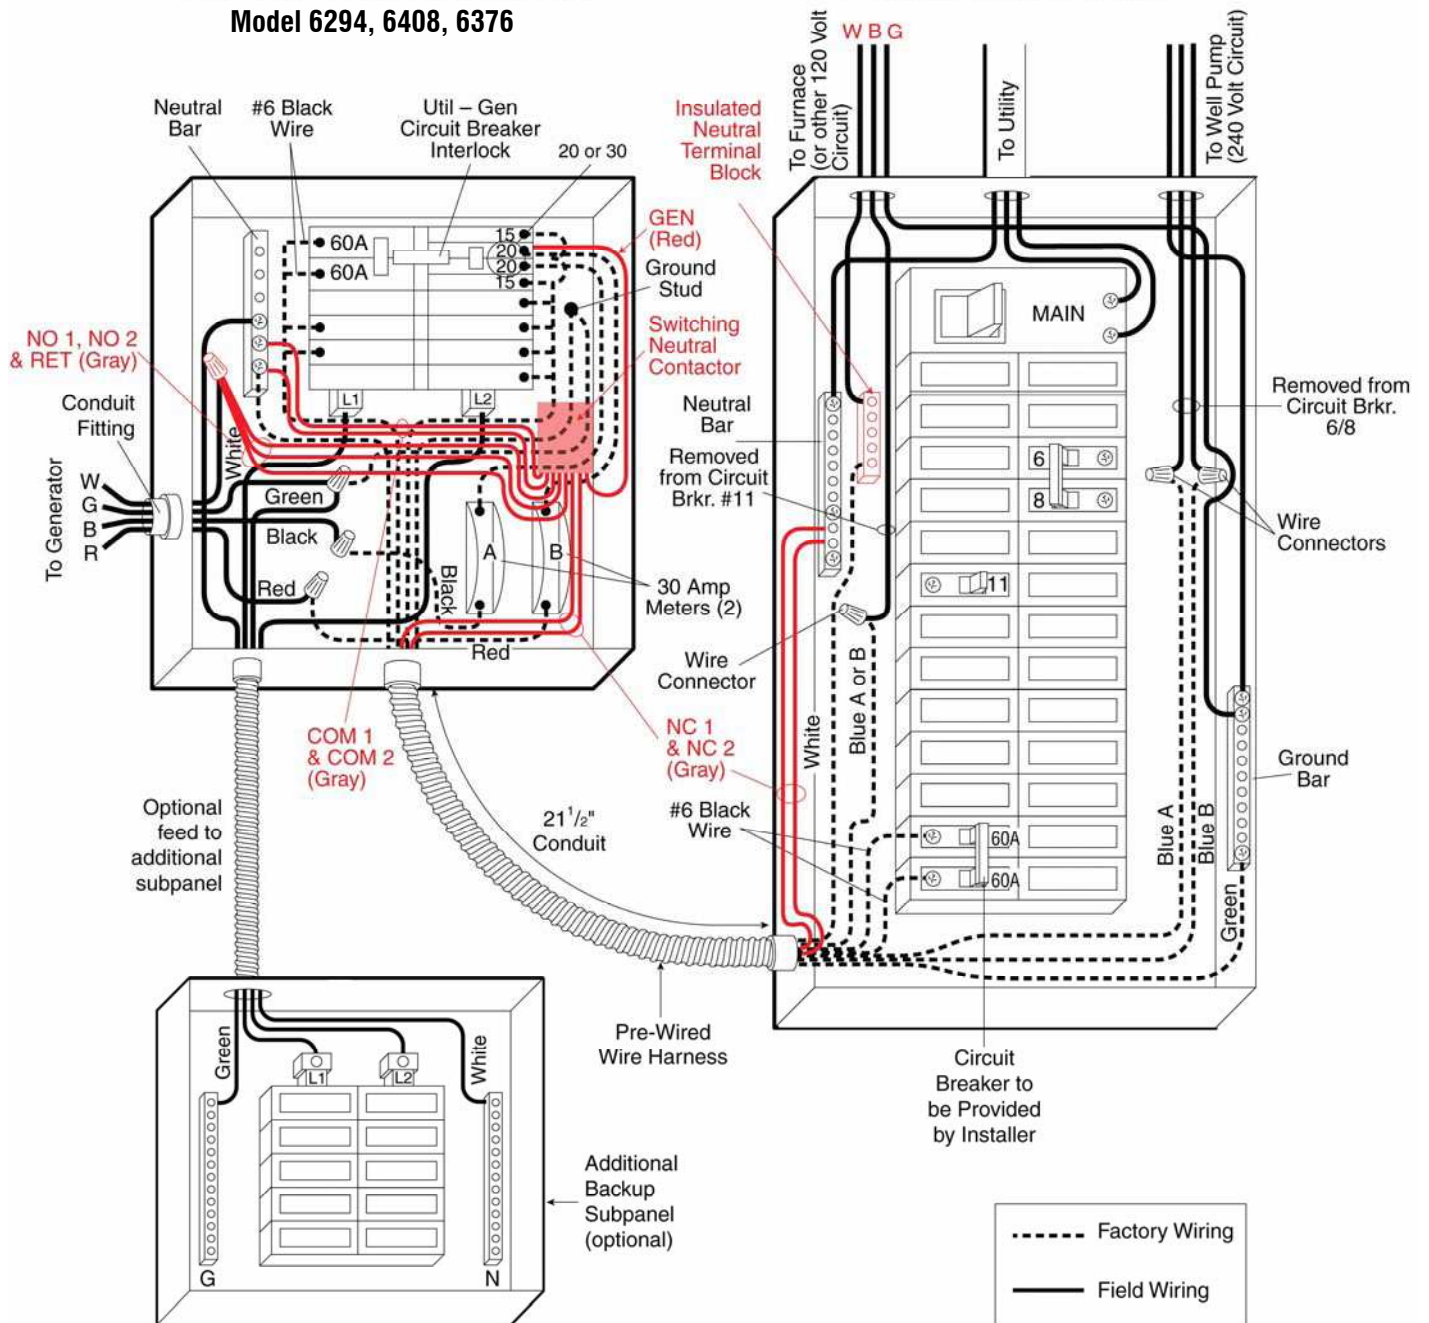 Model 6294, 6408, 6376
Neutral
Bar
#6 Black
Wire
Util – Gen
Circuit Breaker
Interlock
20 or 30
Insulated
Neutral
Terminal
Block
To Furnace
(or other 120 Volt
Circuit)
W B G
To Utility
To Well Pump
(240 Volt Circuit)
60A
60A
15
20
20
15
GEN
(Red)
Ground
Stud
Switching
Neutral
Contactor
NO 1, NO 2
& RET (Gray)
L1
L2
Conduit
Fitting
To Generator
W
G
B
R
White
Green
Black
Red
Black
A
B
30 Amp
Meters (2)
Red
COM 1
& COM 2
(Gray)
NC 1
& NC 2
(Gray)
MAIN
Neutral
Bar
Removed
from Circuit
Brkr. #11
6
8
11
Removed from
Circuit Brkr.
6/8
Wire
Connectors
Wire
Connector
White
Blue A or B
#6 Black
Wire
60A
60A
Blue A
Blue B
Ground
Bar
Green
Optional
feed to
additional
subpanel
21 1/2"
Conduit
Pre-Wired
Wire Harness
Circuit
Breaker to
be Provided
by Installer
Green
L1
L2
White
G
N
Additional
Backup
Subpanel
(optional)
Factory Wiring
Field Wiring